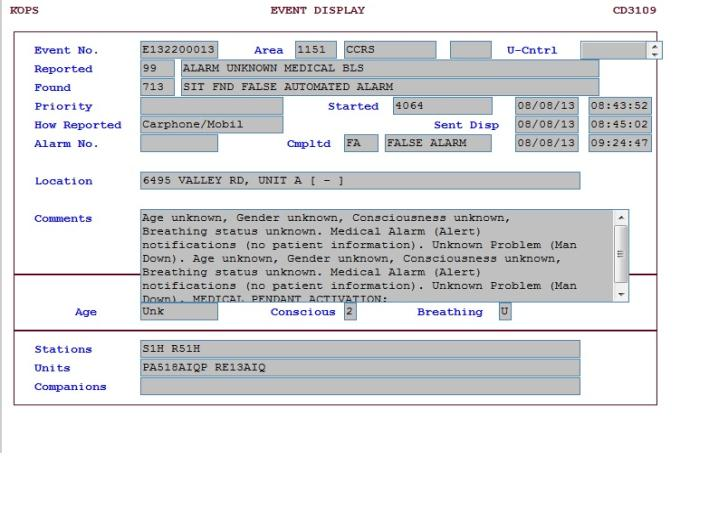 KOPS EVENT DISPLAY CD3109
Event No. E132200013 Area 1151 CCRS U-Cntrl
Reported 99 ALARM UNKNOWN MEDICAL BLS
Found 713 SIT FND FALSE AUTOMATED ALARM
Priority Started 4064 08/08/13 08:43:52
How Reported Carphone/Mobil Sent Disp 08/08/13 08:45:02
Alarm No. Cmpltd FA FALSE ALARM 08/08/13 09:24:47
Location 6495 VALLEY RD, UNIT A [ - ]
Comments Age unknown, Gender unknown, Consciousness unknown,
Breathing status unknown. Medical Alarm (Alert)
notifications (no patient information). Unknown Problem (Man
Down). Age unknown, Gender unknown, Consciousness unknown,
Breathing status unknown. Medical Alarm (Alert)
notifications (no patient information). Unknown Problem (Man
Down). MEDICAL PENDANT ACTIVATION:
Age Unk Conscious 2 Breathing U
Stations S1H R51H
Units PA518AIQP RE13AIQ
Companions